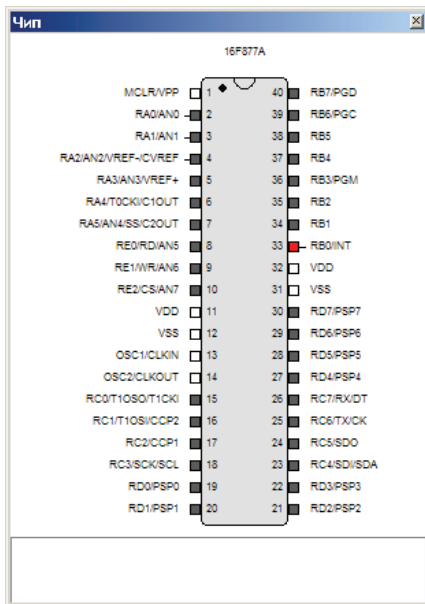 Чип
16F877A
MCLR/VPP 1 40 RB7/PGD
RA0/AN0 2 39 RB6/PGC
RA1/AN1 3 38 RB5
RA2/AN2/VREF-/CVREF 4 37 RB4
RA3/AN3/VREF+ 5 36 RB3/PGM
RA4/T0CKI/C1OUT 6 35 RB2
RA5/AN4/SS/C2OUT 7 34 RB1
RE0/RD/AN5 8 33 RB0/INT
RE1/WR/AN6 9 32 VDD
RE2/CS/AN7 10 31 VSS
VDD 11 30 RD7/PSP7
VSS 12 29 RD6/PSP6
OSC1/CLKIN 13 28 RD5/PSP5
OSC2/CLKOUT 14 27 RD4/PSP4
RC0/T1OSO/T1CKI 15 26 RC7/RX/DT
RC1/T1OSI/CCP2 16 25 RC6/TX/CK
RC2/CCP1 17 24 RC5/SDO
RC3/SCK/SCL 18 23 RC4/SDI/SDA
RD0/PSP0 19 22 RD3/PSP3
RD1/PSP1 20 21 RD2/PSP2